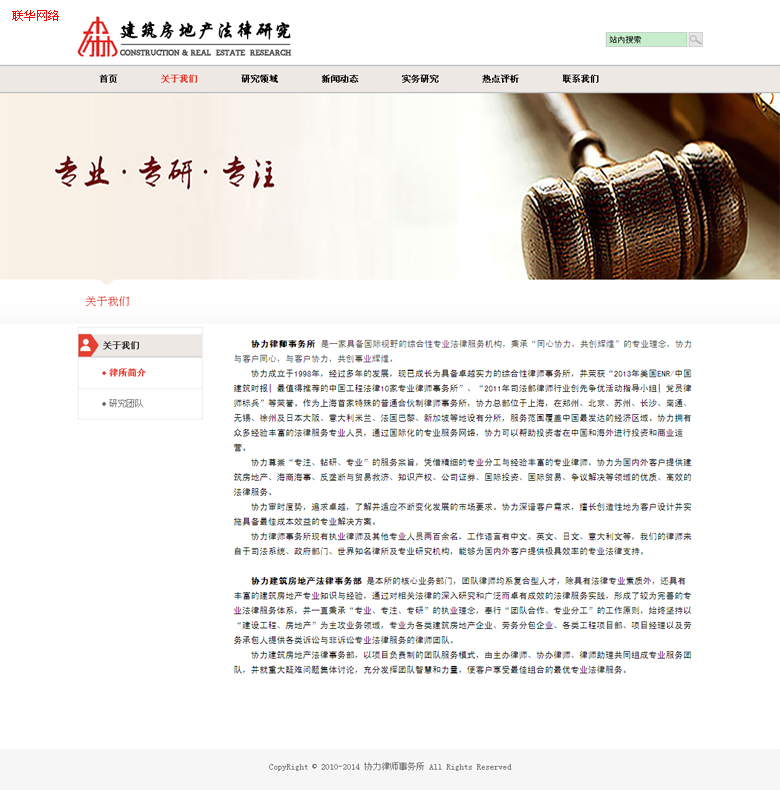 联华网络
建筑房地产法律研究
CONSTRUCTION & REAL ESTATE RESEARCH
站内搜索
首页 关于我们 研究领域 新闻动态 实务研究 热点评析 联系我们
专业·专研·专注
关于我们
关于我们
律所简介
研究团队
协力律师事务所 是一家具备国际视野的综合性专业法律服务机构，秉承“同心协力，共创辉煌”的专业理念，协力
与客户同心，与客户协力，共创事业辉煌。
协力成立于1998年，经过多年的发展，现已成为具备卓越实力的综合性律师事务所，并荣获“2013年美国ENR/中国
建筑时报| 最值得推荐的中国工程法律10家专业律师事务所”、“2011年司法部律师行业创先争优活动指导小组| 党员律
师标兵”等荣誉。作为上海首家特殊的普通合伙制律师事务所，协力总部位于上海，在郑州、北京、苏州、长沙、南通、
无锡、徐州及日本大阪、意大利米兰、法国巴黎、新加坡等地设有分所，服务范围覆盖中国最发达的经济区域。协力拥有
众多经验丰富的法律服务专业人员，通过国际化的专业服务网络，协力可以帮助投资者在中国和海外进行投资和商业运
营。
协力尊崇“专注、钻研、专业”的服务宗旨，凭借精细的专业分工与经验丰富的专业律师，协力为国内外客户提供建
筑房地产、海商海事、反垄断与贸易救济、知识产权、公司证券、国际投资、国际贸易、争议解决等领域的优质、高效的
法律服务。
协力审时度势，追求卓越，了解并适应不断变化发展的市场要求。协力深谙客户需求，擅长创造性地为客户设计并实
施具备最佳成本效益的专业解决方案。
协力律师事务所现有执业律师及其他专业人员两百余名，工作语言有中文、英文、日文、意大利文等。我们的律师来
自于司法系统、政府部门、世界知名律所及专业研究机构，能够为国内外客户提供极具效率的专业法律支持。
协力建筑房地产法律事务部 是本所的核心业务部门，团队律师均系复合型人才，除具有法律专业素质外，还具有
丰富的建筑房地产专业知识与经验，通过对相关法律的深入研究和广泛而卓有成效的法律服务实践，形成了较为完善的专
业法律服务体系，并一直秉承“专业、专注、专研”的执业理念，奉行“团队合作、专业分工”的工作原则，始终坚持以
“建设工程、房地产”为主攻业务领域，专业为各类建筑房地产企业、劳务分包企业、各类工程项目部、项目经理以及劳
务承包人提供各类诉讼与非诉讼专业法律服务的律师团队。
协力建筑房地产法律事务部，以项目负责制的团队服务模式，由主办律师、协办律师、律师助理共同组成专业服务团
队，并就重大疑难问题集体讨论，充分发挥团队智慧和力量，使客户享受最佳组合的最优专业法律服务。
CopyRight © 2010-2014 协力律师事务所 All Rights Reserved